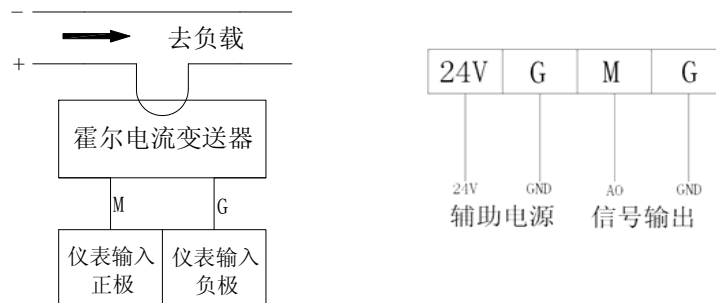 −
去负载
+
霍尔电流变送器
M G
仪表输入 仪表输入
正极 负极
24V G M G
24V GND AO GND
辅助电源 信号输出